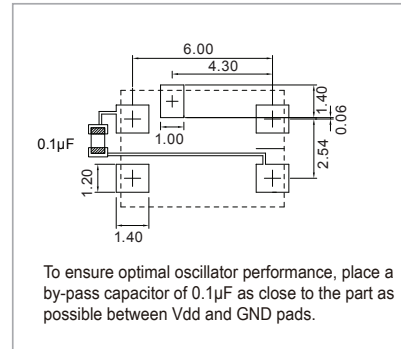 6.00
4.30
1.40
0.06
0.1µF
1.00
2.54
1.20
1.40
To ensure optimal oscillator performance, place a
by-pass capacitor of 0.1µF as close to the part as
possible between Vdd and GND pads.